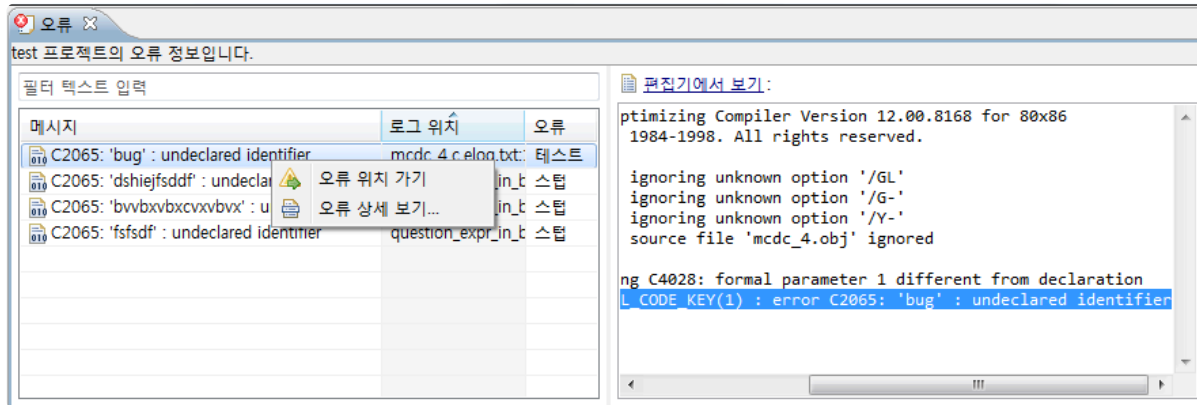 오류
test 프로젝트의 오류 정보입니다.
필터 텍스트 입력
메시지 로그 위치 오류
C2065: 'bug' : undeclared identifier mcdc_4.c.elog.txt: 테스트
C2065: 'dshiejfsddf' : undeclar in_b 스텁
C2065: 'bvvbxvbxcvxvbvx' : u in_b 스텁
C2065: 'fsfsdf' : undeclared identifier question_expr_in_b 스텁
오류 위치 가기
오류 상세 보기...
편집기에서 보기:
ptimizing Compiler Version 12.00.8168 for 80x86
1984-1998. All rights reserved.
ignoring unknown option '/GL'
ignoring unknown option '/G-'
ignoring unknown option '/Y-'
source file 'mcdc_4.obj' ignored
ng C4028: formal parameter 1 different from declaration
L_CODE_KEY(1) : error C2065: 'bug' : undeclared identifier